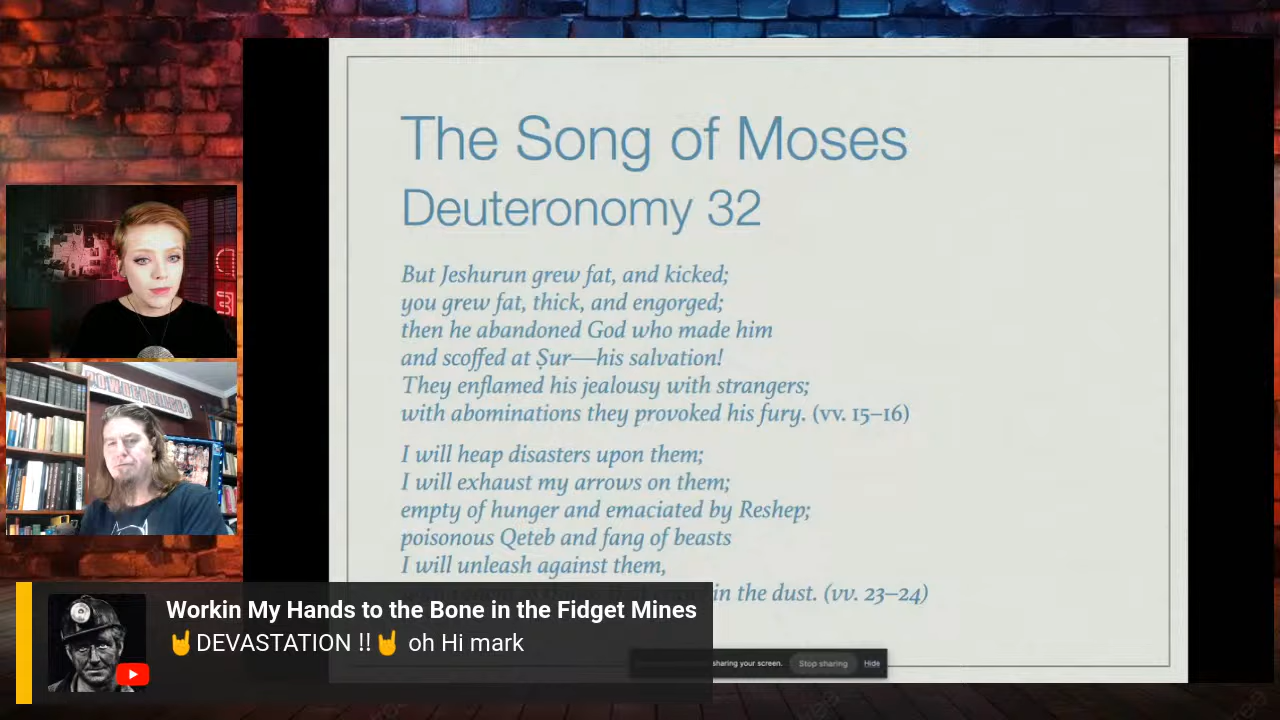 The Song of Moses
Deuteronomy 32
But Jeshurun grew fat, and kicked;
you grew fat, thick, and engorged;
then he abandoned God who made him
and scoffed at Ṣur—his salvation!
They enflamed his jealousy with strangers;
with abominations they provoked his fury. (vv. 15–16)
I will heap disasters upon them;
I will exhaust my arrows on them;
empty of hunger and emaciated by Reshep;
poisonous Qeteb and fang of beasts
I will unleash against them,
in the dust. (vv. 23–24)
Workin My Hands to the Bone in the Fidget Mines
🤘DEVASTATION !!🤘 oh Hi mark
sharing your screen. Stop sharing Hide